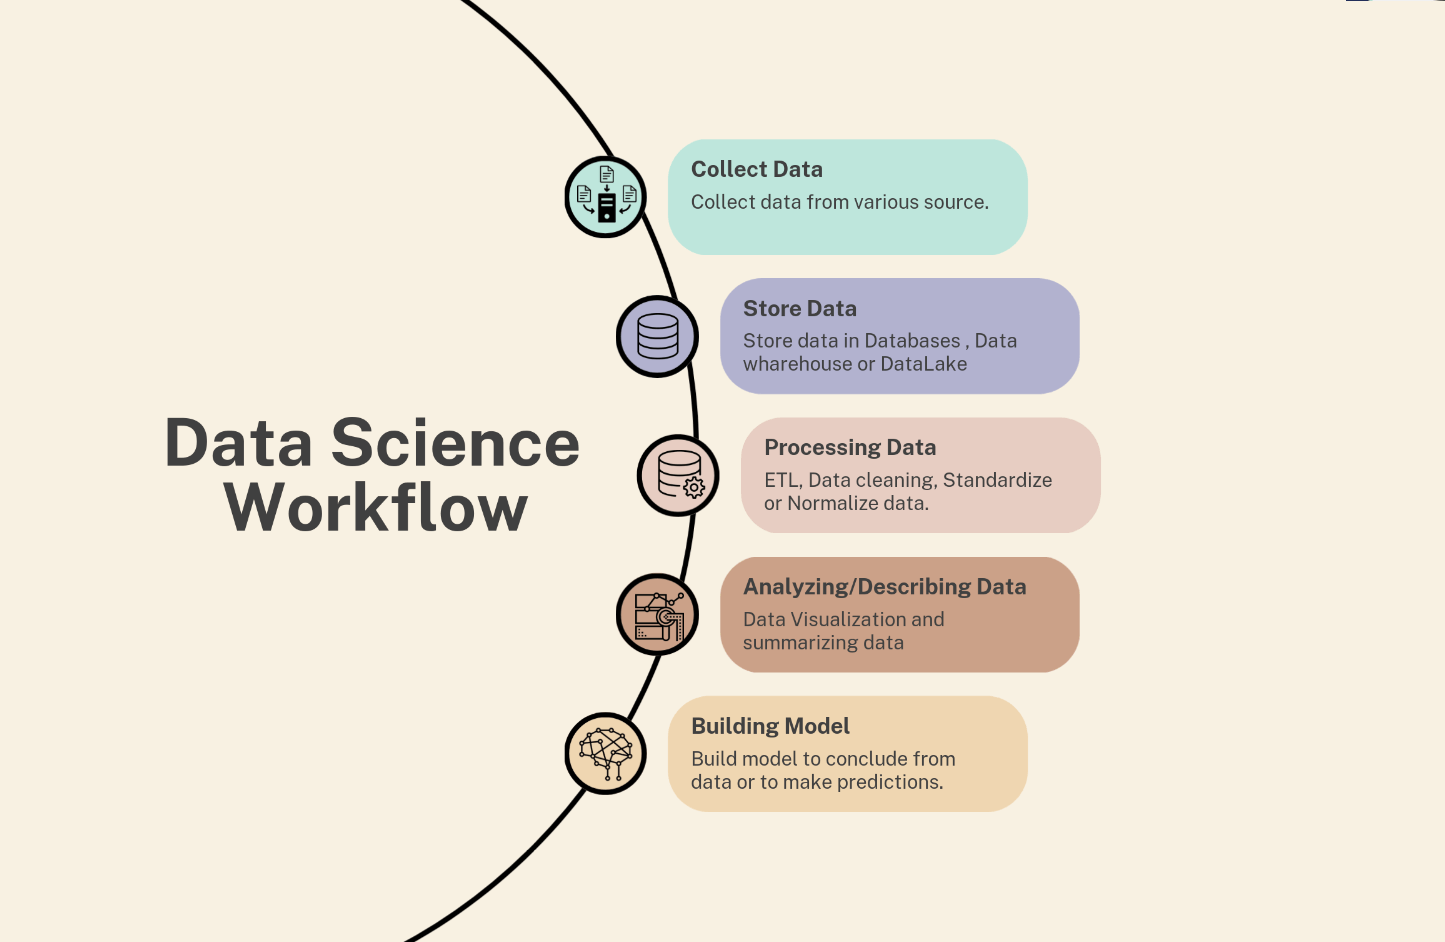 Data Science
Workflow
Collect Data
Collect data from various source.
Store Data
Store data in Databases , Data
wharehouse or DataLake
Processing Data
ETL, Data cleaning, Standardize
or Normalize data.
Analyzing/Describing Data
Data Visualization and
summarizing data
Building Model
Build model to conclude from
data or to make predictions.